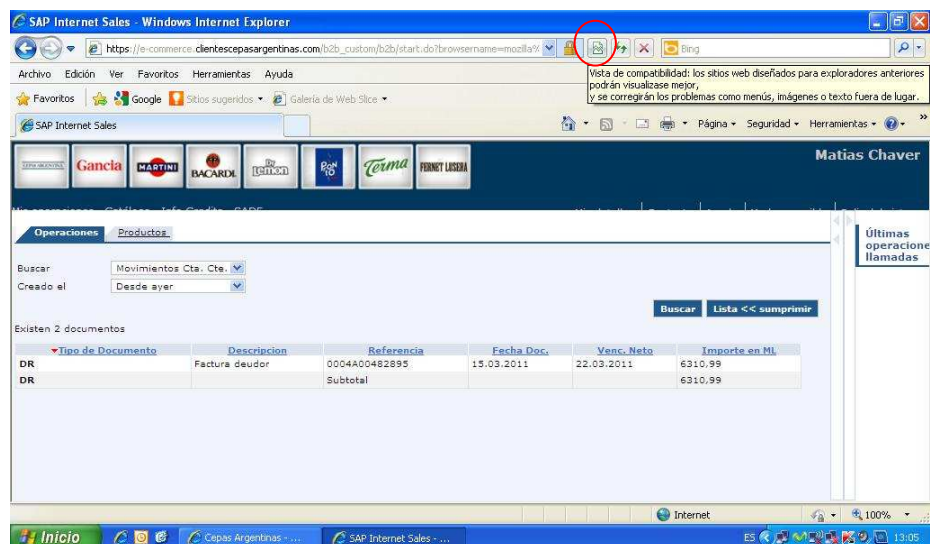 SAP Internet Sales - Windows Internet Explorer
https://e-commerce.clientescepasargentinas.com/b2b_custom/b2b/start.do?browsername=mozilla%
Bing
Archivo Edición Ver Favoritos Herramientas Ayuda
Vista de compatibilidad: los sitios web diseñados para exploradores anteriores
podrán visualizase
mejor,
y se corregirán los problemas como menús, imágenes o texto fuera de lugar.
Favoritos Google Sitios sugeridos Galería de Web Slice
SAP Internet Sales
Página Seguridad Herramientas
Matias Chaver
Gancia MARTINI BACARDI Dr Lemon Terma FERNET LUSERA
Operaciones Productos
Últimas
operacione
llamadas
Buscar Movimientos Cta. Cte.
Creado el Desde ayer
Buscar Lista << sumprimir
Existen 2 documentos
Tipo de Documento Descripcion Referencia Fecha Doc. Venc. Neto Importe en ML
DR Factura deudor 0004A00482895 15.03.2011 22.03.2011 6310,99
DR Subtotal 6310,99
Internet 100%
Inicio Cepas Argentinas - ... SAP Internet Sales - ... ES 13:05